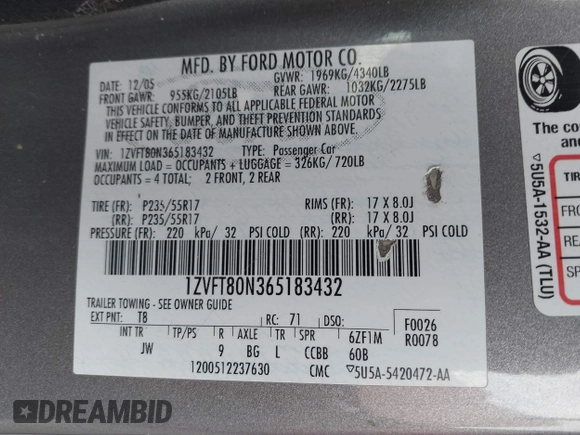 MFD. BY FORD MOTOR CO.
DATE: 12/05 GVWR: 1969KG/4340LB
FRONT GAWR: 955KG/2105LB REAR GAWR: 1032KG/2275LB
THIS VEHICLE CONFORMS TO ALL APPLICABLE FEDERAL MOTOR
VEHICLE SAFETY, BUMPER, AND THEFT PREVENTION STANDARDS
IN EFFECT ON THE DATE OF MANUFACTURE SHOWN ABOVE.
VIN: 1ZVFT80N365183432 TYPE: Passenger Car
MAXIMUM LOAD = OCCUPANTS + LUGGAGE = 326KG/720LB
OCCUPANTS = 4 TOTAL; 2 FRONT, 2 REAR
TIRE (FR): P235/55R17 RIMS (FR): 17 X 8.0J
(RR): P235/55R17 (RR): 17 X 8.0J
PRESSURE (FR): 220 kPa/ 32 PSI COLD (RR): 220 kPa/ 32 PSI COLD
1ZVFT80N365183432
TRAILER TOWING - SEE OWNER GUIDE
EXT PNT: T8 RC: 71 DSO: F0026
INT TR TP/PS R AXLE TR SPR 6ZF1M R0078
JW 9 BG L CCBB 60B
1200512237630 CMC ▽5U5A-5420472-AA
The co
and
▽5U5A-1532-AA (TLU)
TIR
FRO
REA
SP
DREAMBID